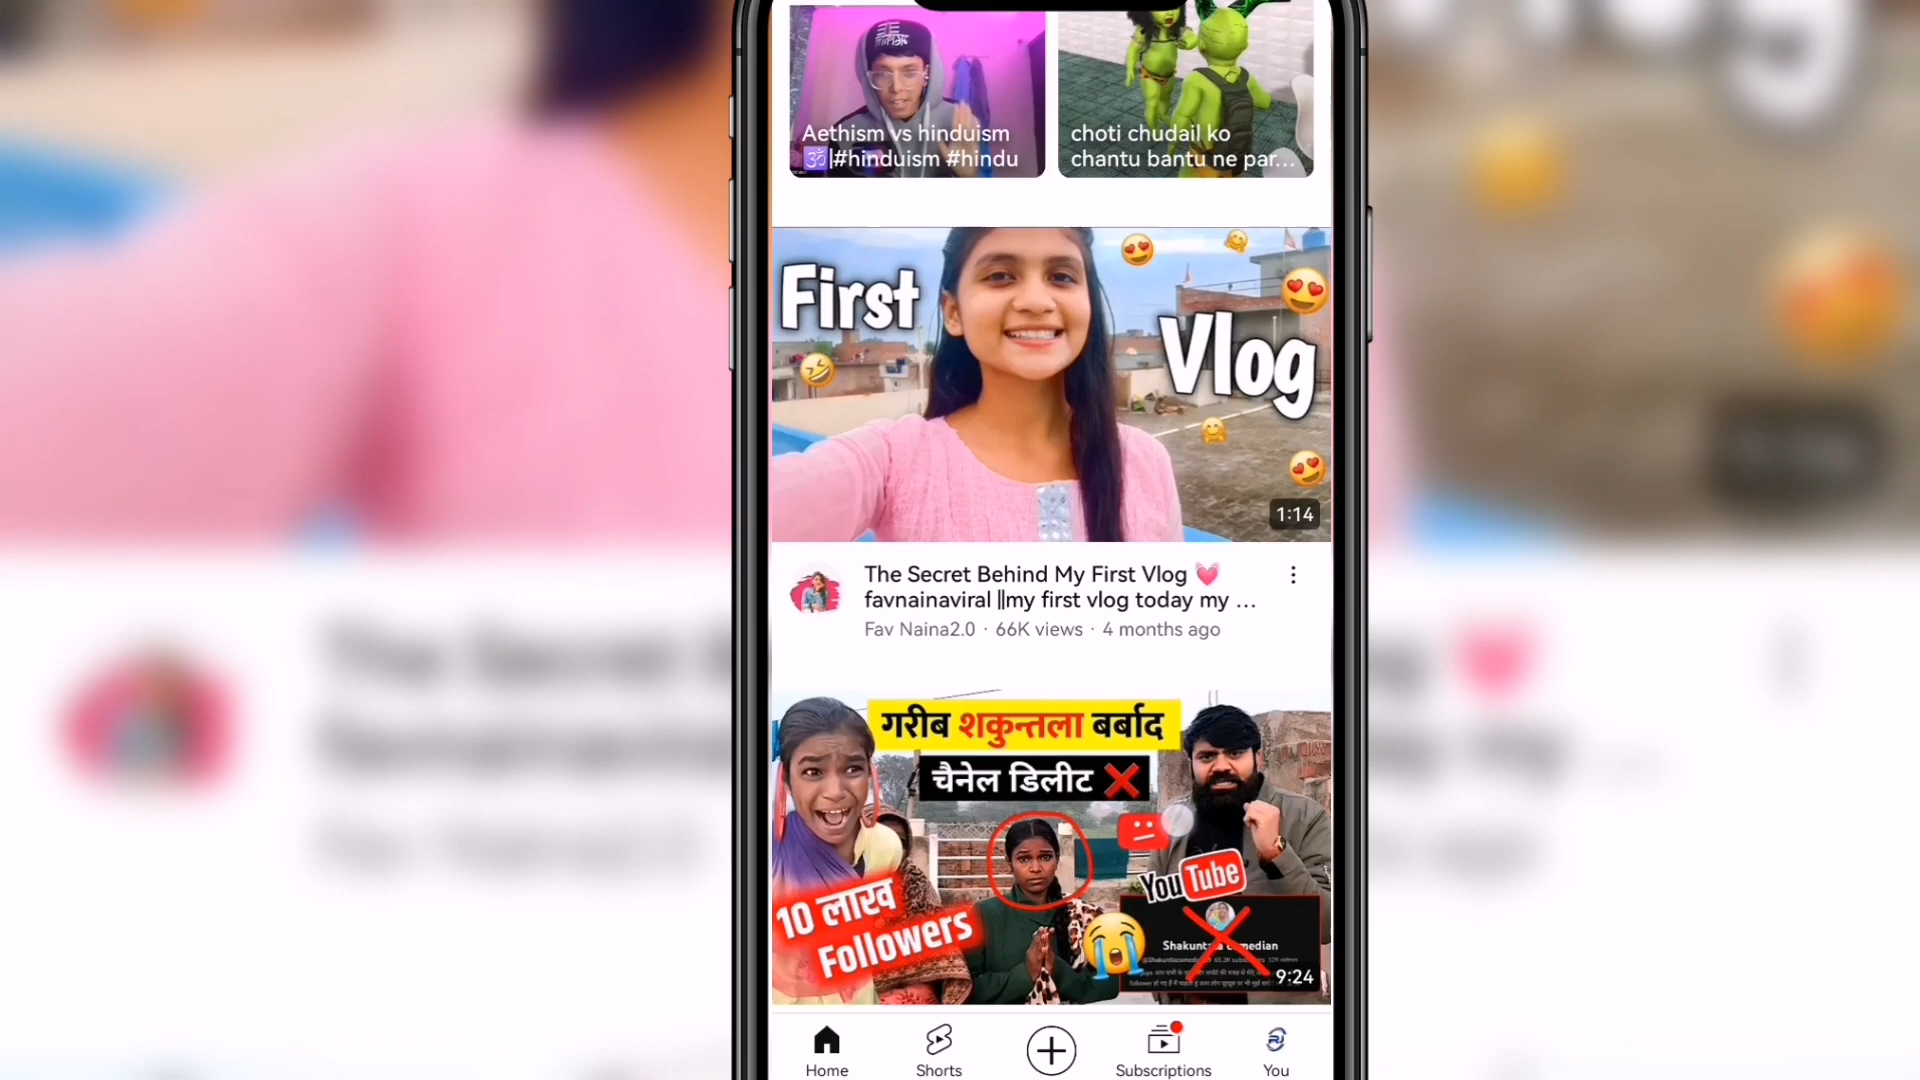 Aethism vs hinduism
🕉|#hinduism #hindu
choti chudail ko
chantu bantu ne par...
First
Vlog
1:14
The Secret Behind My First Vlog 💓
favnainaviral ||my first vlog today my ...
Fav Naina2.0 · 66K views · 4 months ago
गरीब शकुन्तला बर्बाद
चैनेल डिलीट ❌
10 लाख
Followers
YouTube
9:24
Home
Shorts
Subscriptions
You